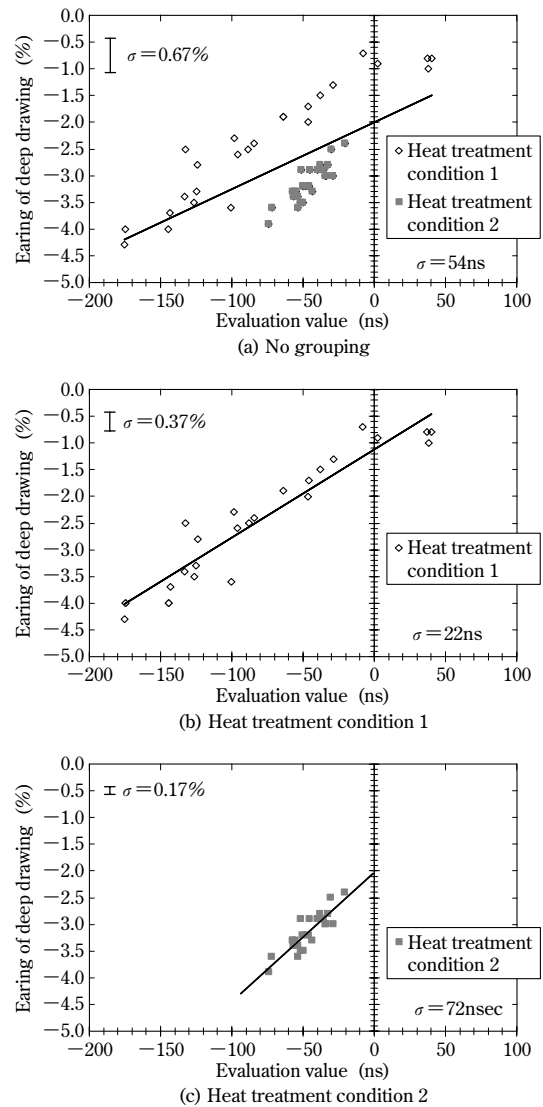 0.0
−0.5
−1.0
−1.5
−2.0
−2.5
−3.0
−3.5
−4.0
−4.5
−5.0
Earing of deep drawing (%)
σ=0.67%
Heat treatment
condition 1
Heat treatment
condition 2
σ=54ns
−200 −150 −100 −50 0 50 100
Evaluation value (ns)
(a) No grouping
0.0
−0.5
−1.0
−1.5
−2.0
−2.5
−3.0
−3.5
−4.0
−4.5
−5.0
Earing of deep drawing (%)
σ=0.37%
Heat treatment
condition 1
σ=22ns
−200 −150 −100 −50 0 50 100
Evaluation value (ns)
(b) Heat treatment condition 1
0.0
−0.5
−1.0
−1.5
−2.0
−2.5
−3.0
−3.5
−4.0
−4.5
−5.0
Earing of deep drawing (%)
σ=0.17%
Heat treatment
condition 2
σ=72nsec
−200 −150 −100 −50 0 50 100
Evaluation value (ns)
(c) Heat treatment condition 2